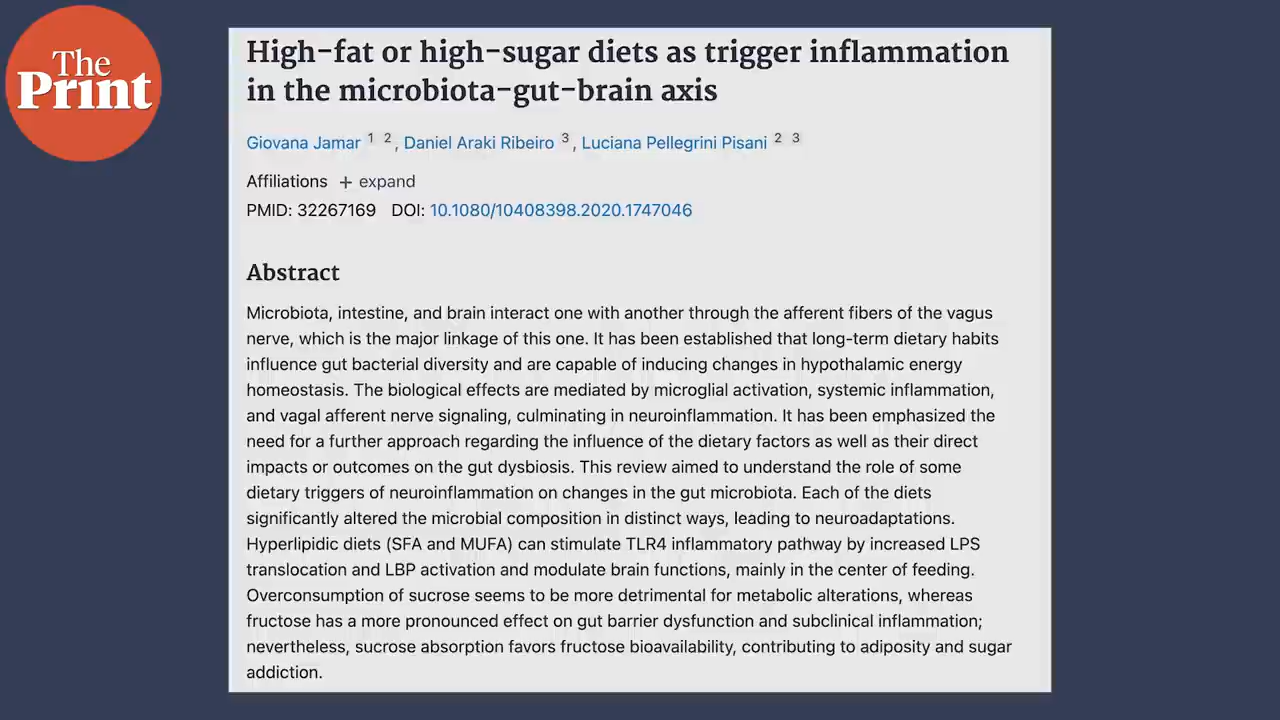 The
Print
High-fat or high-sugar diets as trigger inflammation
in the microbiota-gut-brain axis
Giovana Jamar 1 2, Daniel Araki Ribeiro 3, Luciana Pellegrini Pisani 2 3
Affiliations + expand
PMID: 32267169 DOI: 10.1080/10408398.2020.1747046
Abstract
Microbiota, intestine, and brain interact one with another through the afferent fibers of the vagus
nerve, which is the major linkage of this one. It has been established that long-term dietary habits
influence gut bacterial diversity and are capable of inducing changes in hypothalamic energy
homeostasis. The biological effects are mediated by microglial activation, systemic inflammation,
and vagal afferent nerve signaling, culminating in neuroinflammation. It has been emphasized the
need for a further approach regarding the influence of the dietary factors as well as their direct
impacts or outcomes on the gut dysbiosis. This review aimed to understand the role of some
dietary triggers of neuroinflammation on changes in the gut microbiota. Each of the diets
significantly altered the microbial composition in distinct ways, leading to neuroadaptations.
Hyperlipidic diets (SFA and MUFA) can stimulate TLR4 inflammatory pathway by increased LPS
translocation and LBP activation and modulate brain functions, mainly in the center of feeding.
Overconsumption of sucrose seems to be more detrimental for metabolic alterations, whereas
fructose has a more pronounced effect on gut barrier dysfunction and subclinical inflammation;
nevertheless, sucrose absorption favors fructose bioavailability, contributing to adiposity and sugar
addiction.